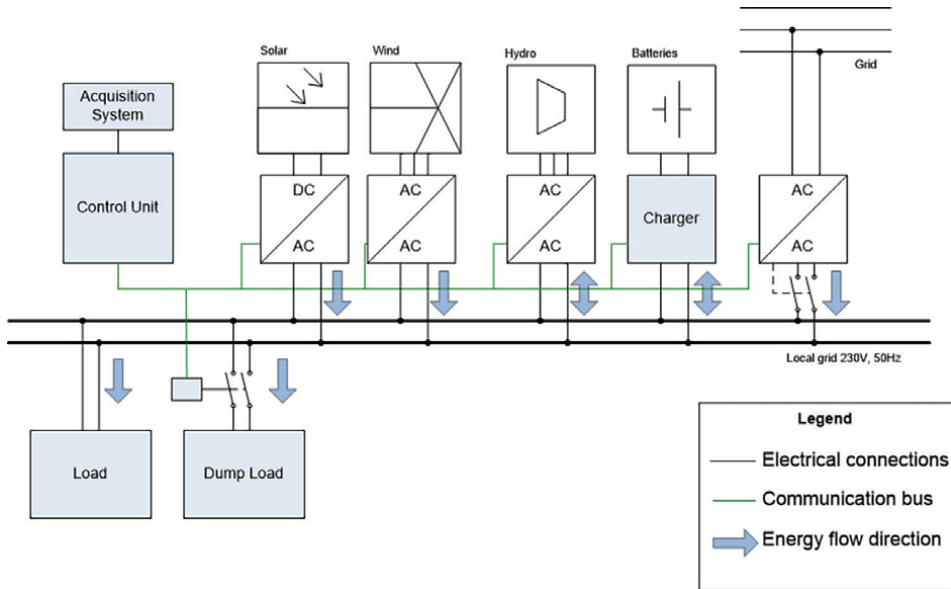 Solar
Wind
Hydro
Batteries
Grid
Acquisition
System
Control Unit
DC
AC
AC
AC
AC
AC
Charger
AC
AC
Local grid 230V, 50Hz
Load
Dump Load
Legend
Electrical connections
Communication bus
Energy flow direction